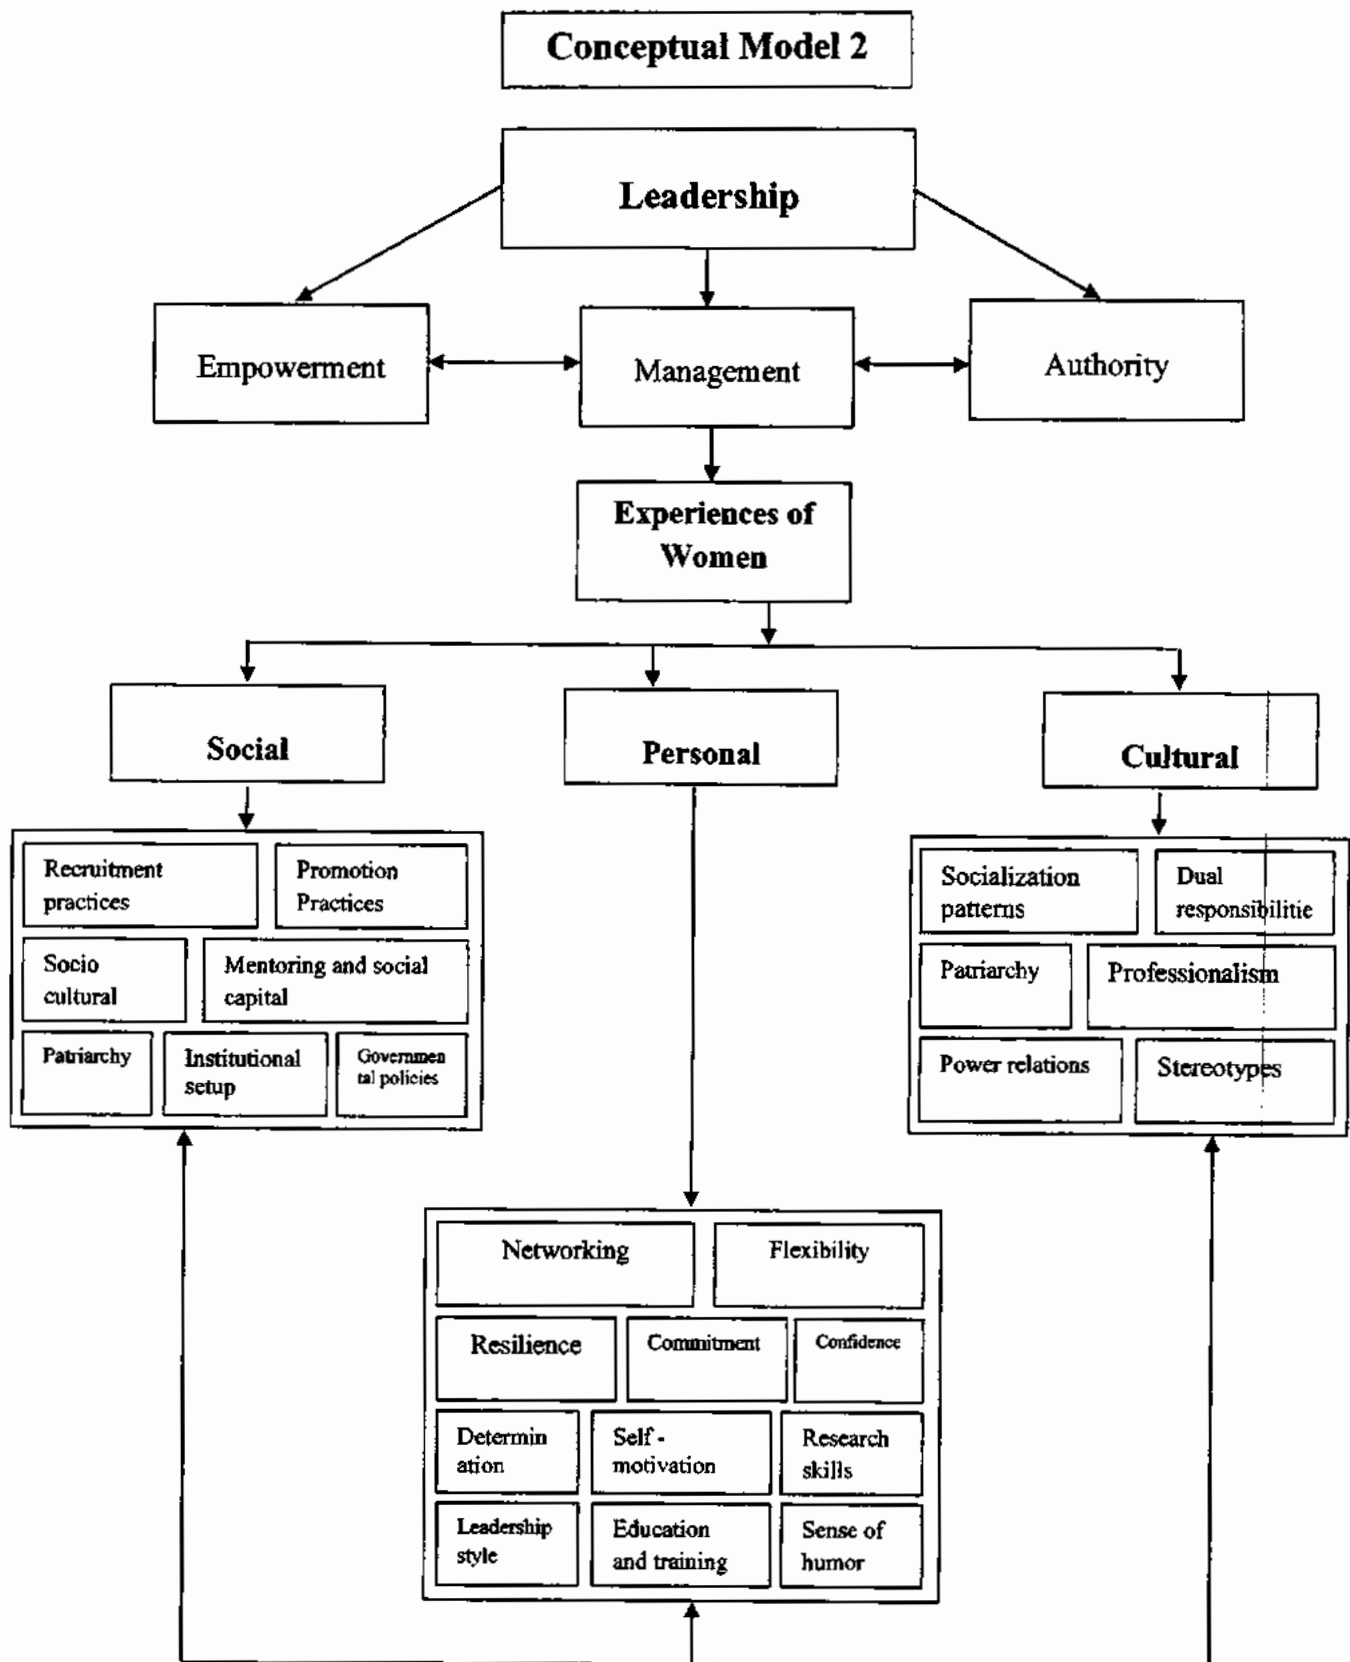 Conceptual Model 2
Leadership
Empowerment
Management
Authority
Experiences of
Women
Social
Personal
Cultural
Recruitment
practices
Promotion
Practices
Socio
cultural
Mentoring and social
capital
Patriarchy
Institutional
setup
Governmen
tal policies
Socialization
patterns
Dual
responsibilitie
Patriarchy
Professionalism
Power relations
Stereotypes
Networking
Flexibility
Resilience
Commitment
Confidence
Determin
ation
Self -
motivation
Research
skills
Leadership
style
Education
and training
Sense of
humor